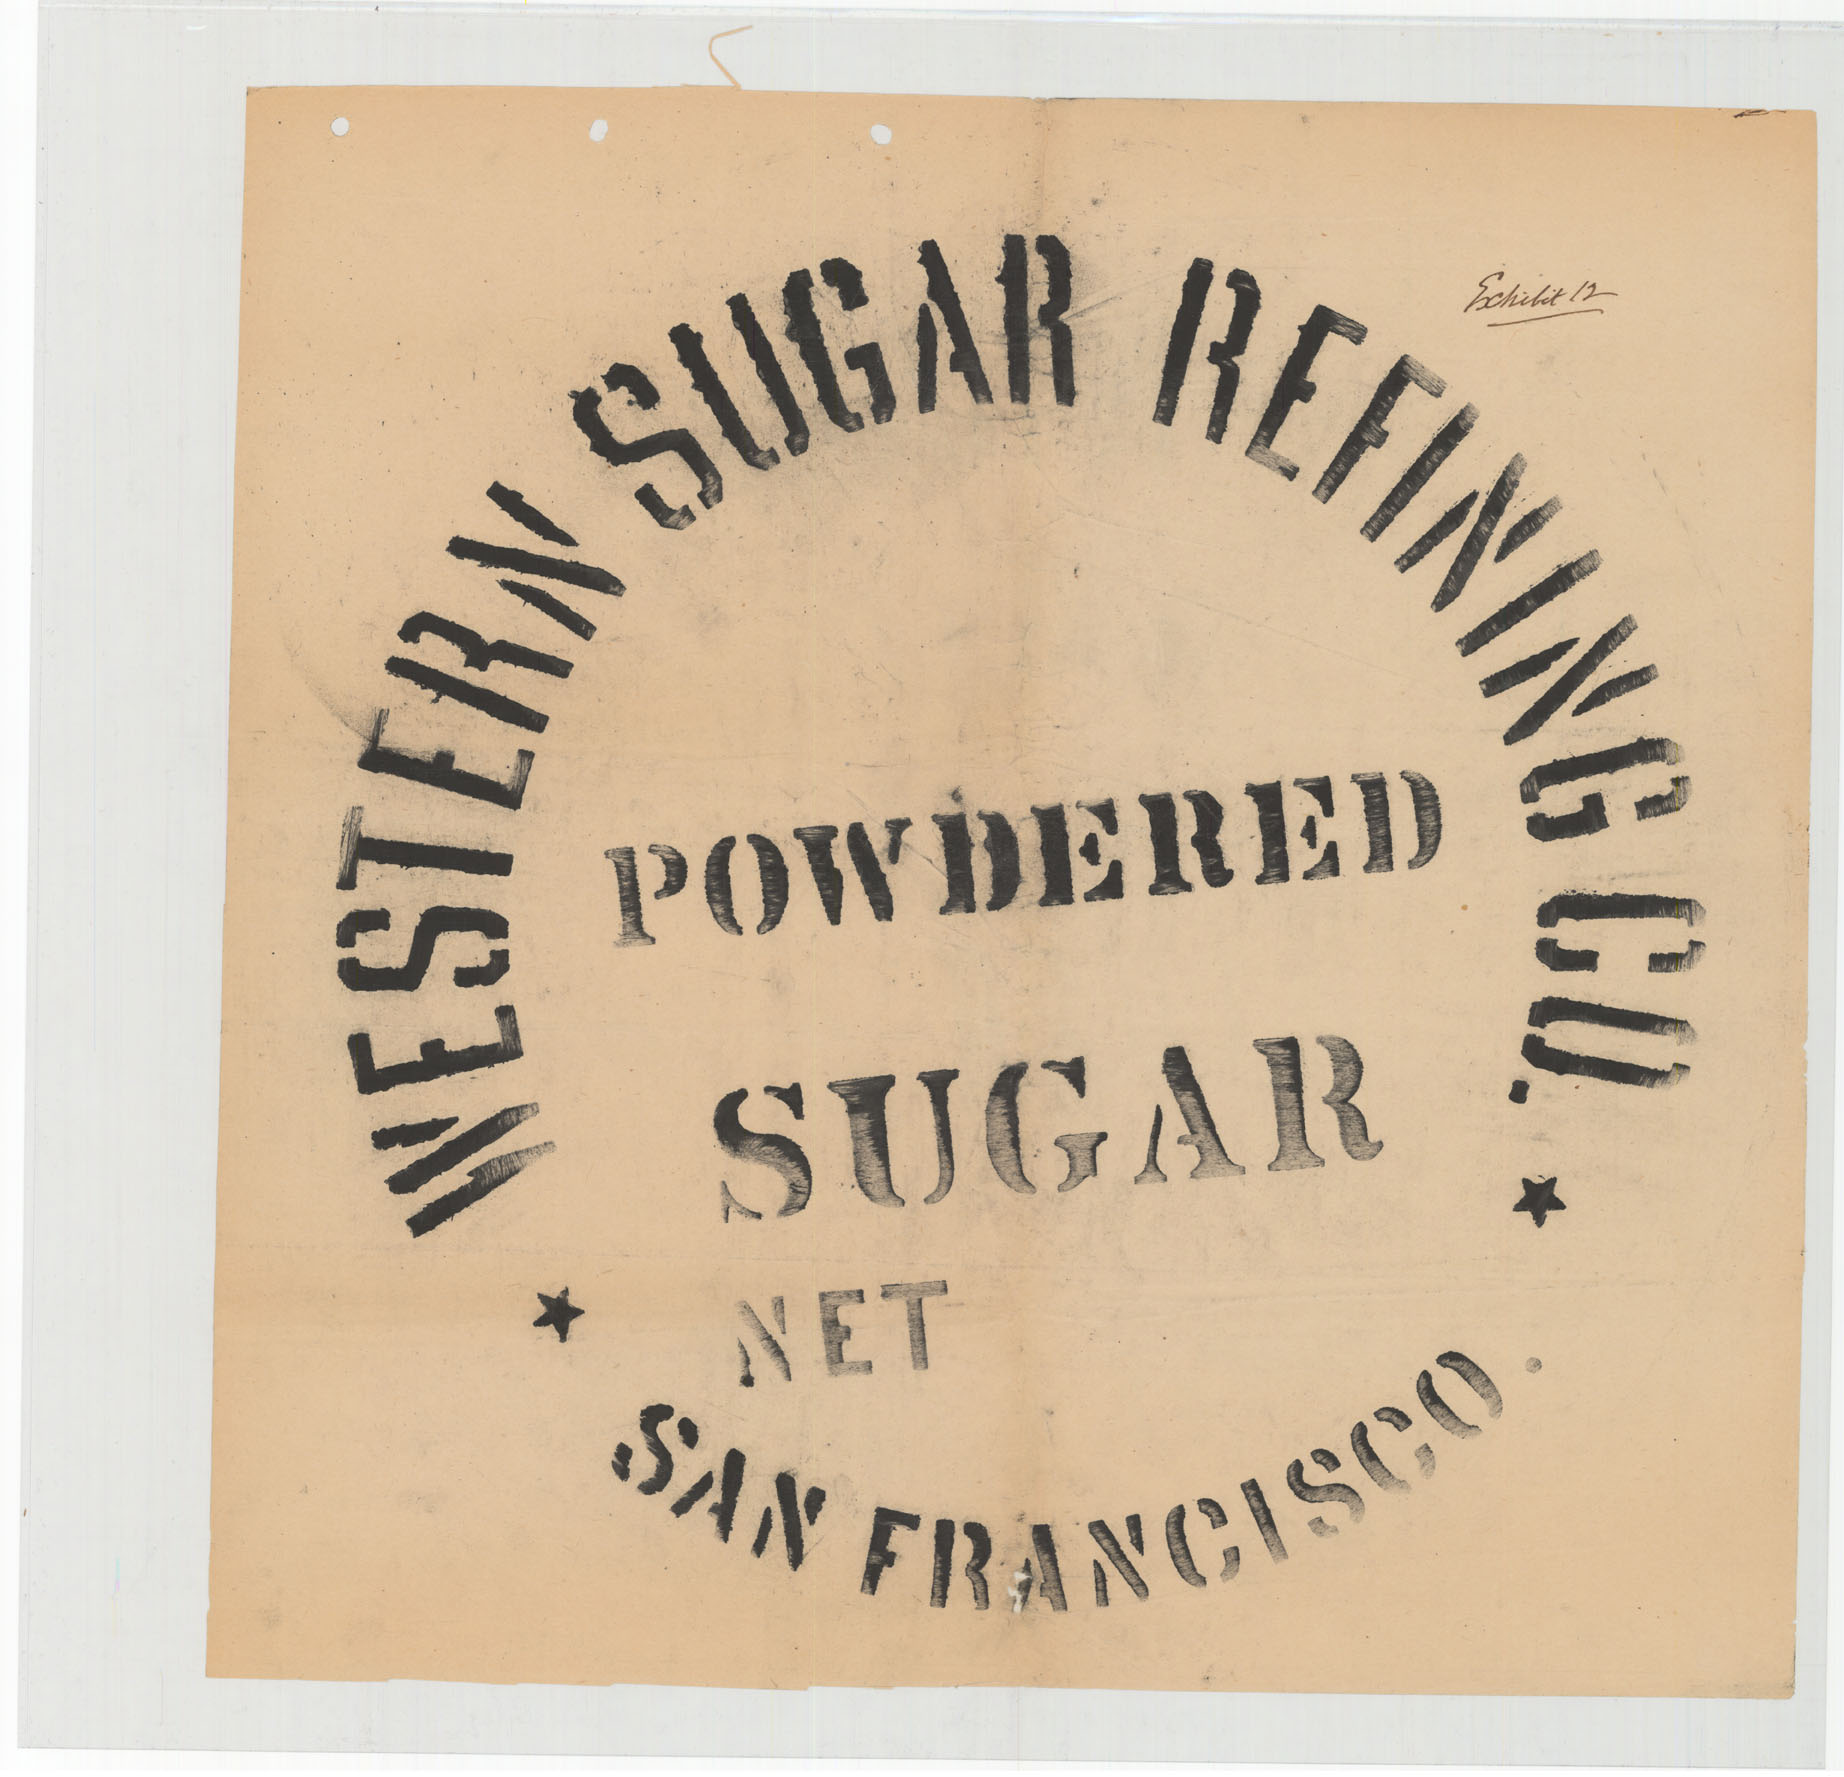 Exhibit 12
WESTERN SUGAR REFINING CO.
POWDERED
SUGAR
NET
SAN FRANCISCO.